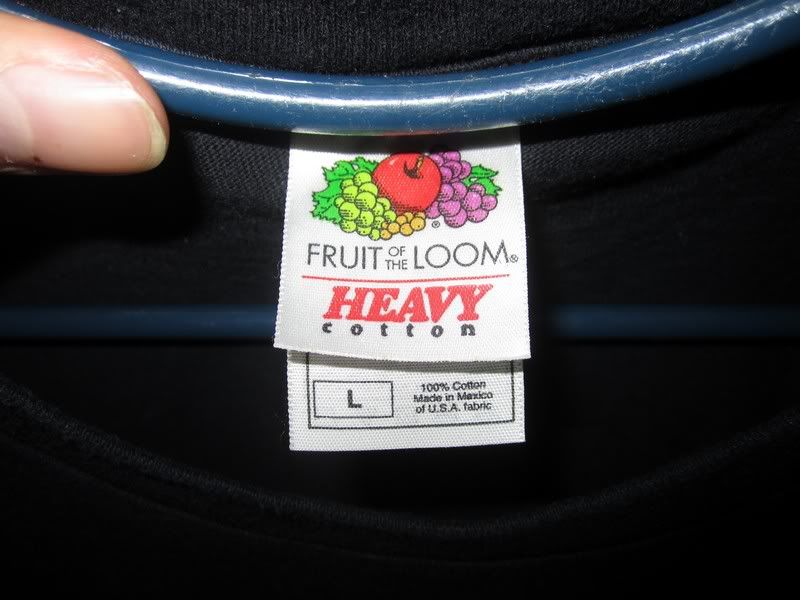 FRUIT OF THE LOOM®
HEAVY
cotton
L
100% Cotton
Made in Mexico
of U.S.A. fabric